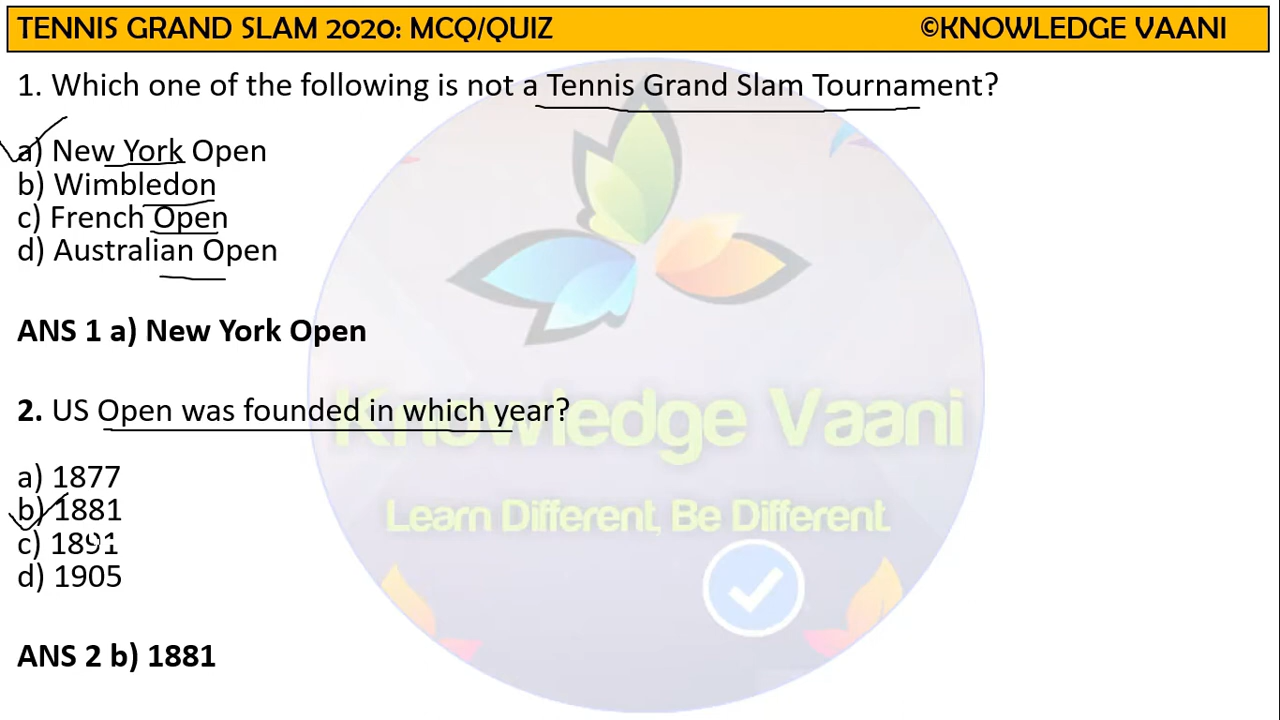 TENNIS GRAND SLAM 2020: MCQ/QUIZ ©KNOWLEDGE VAANI
1. Which one of the following is not a Tennis Grand Slam Tournament?
a) New York Open
b) Wimbledon
c) French Open
d) Australian Open
ANS 1 a) New York Open
2. US Open was founded in which year?
Knowledge Vaani
a) 1877
b) 1881
Learn Different, Be Different
c) 1891
d) 1905
ANS 2 b) 1881